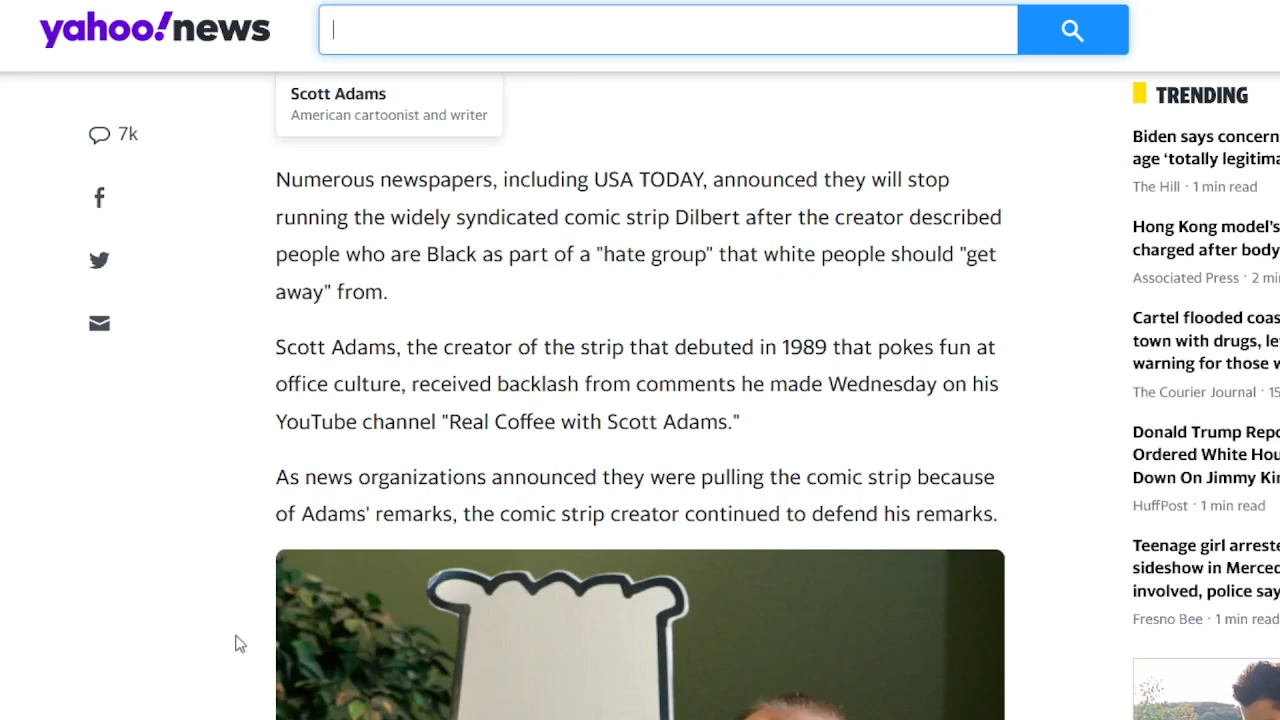 yahoo!news
Scott Adams
American cartoonist and writer
7k
Numerous newspapers, including USA TODAY, announced they will stop
running the widely syndicated comic strip Dilbert after the creator described
people who are Black as part of a "hate group" that white people should "get
away" from.
Scott Adams, the creator of the strip that debuted in 1989 that pokes fun at
office culture, received backlash from comments he made Wednesday on his
YouTube channel "Real Coffee with Scott Adams."
As news organizations announced they were pulling the comic strip because
of Adams' remarks, the comic strip creator continued to defend his remarks.
TRENDING
Biden says concern
age ‘totally legitima
The Hill · 1 min read
Hong Kong model's
charged after body
Associated Press · 2 mi
Cartel flooded coas
town with drugs, le
warning for those w
The Courier Journal · 15
Donald Trump Repo
Ordered White Hou
Down On Jimmy Ki
HuffPost · 1 min read
Teenage girl arreste
sideshow in Merced
involved, police say
Fresno Bee · 1 min read